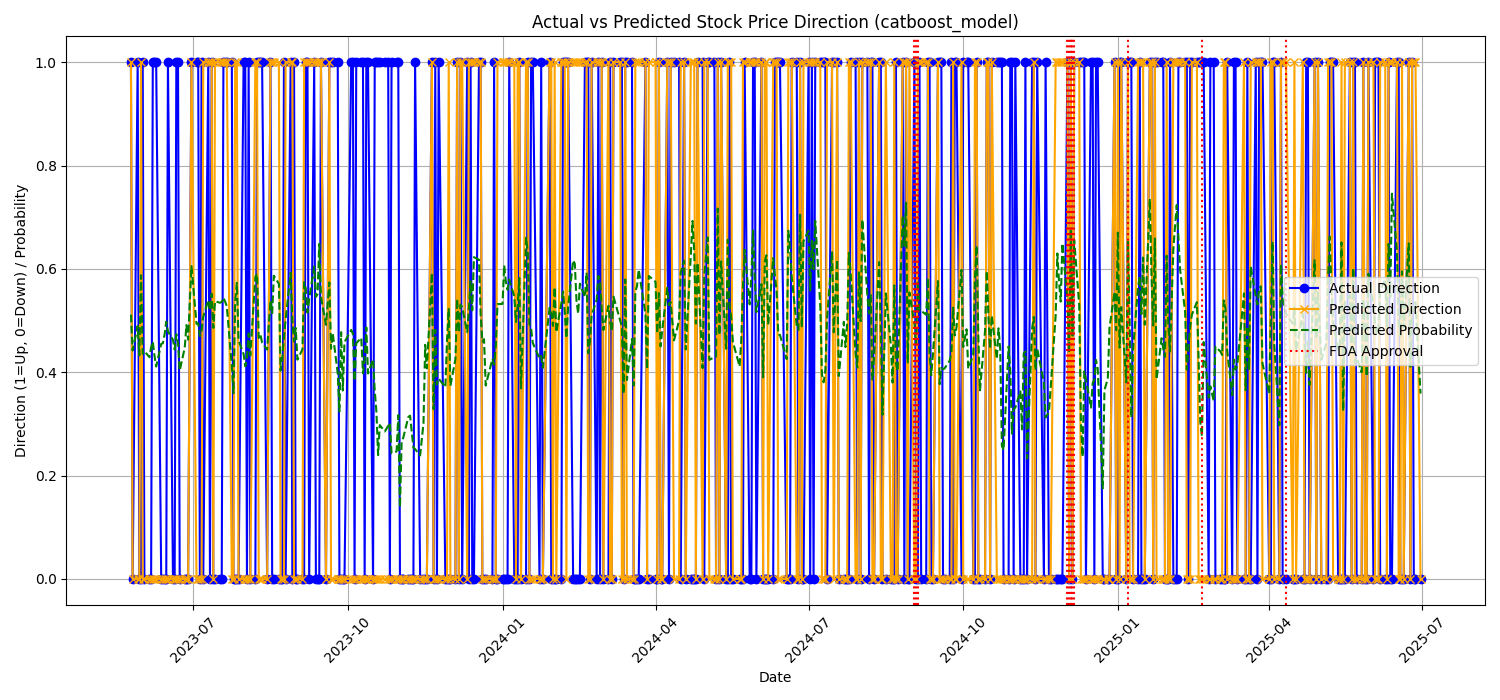 Actual vs Predicted Stock Price Direction (catboost_model)
Direction (1=Up, 0=Down) / Probability
1.0
0.8
0.6
0.4
0.2
0.0
Actual Direction
Predicted Direction
Predicted Probability
FDA Approval
2023-07
2023-10
2024-01
2024-04
2024-07
2024-10
2025-01
2025-04
2025-07
Date